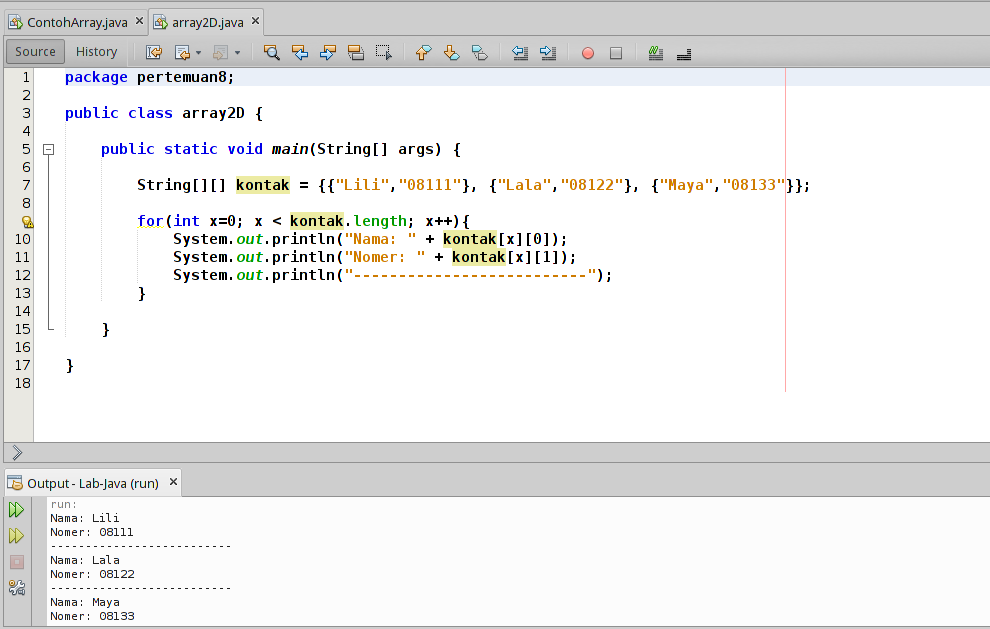 ContohArray.java × array2D.java ×
Source History
1 package pertemuan8;
2
3 public class array2D {
4
5 public static void main(String[] args) {
6
7 String[][] kontak = {{"Lili","08111"}, {"Lala","08122"}, {"Maya","08133"}};
8
for(int x=0; x < kontak.length; x++){
10 System.out.println("Nama: " + kontak[x][0]);
11 System.out.println("Nomer: " + kontak[x][1]);
12 System.out.println("--------------------------");
13 }
14
15 }
16
17 }
18
Output - Lab-Java (run) ×
run:
Nama: Lili
Nomer: 08111
--------------------------
Nama: Lala
Nomer: 08122
--------------------------
Nama: Maya
Nomer: 08133